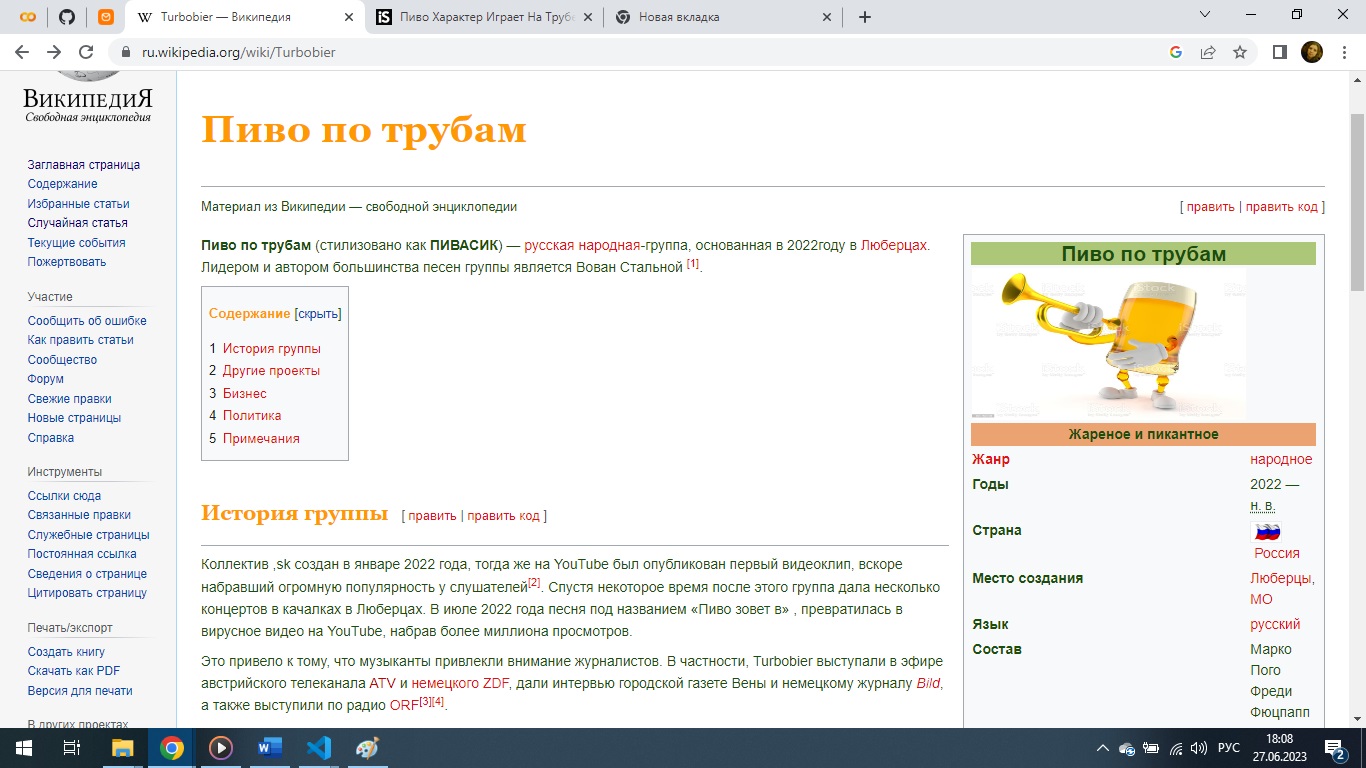 Turbobier — Википедия
Пиво Характер Играет На Трубе
Новая вкладка
ru.wikipedia.org/wiki/Turbobier
ВикипедиЯ
Свободная энциклопедия
Заглавная страница
Содержание
Избранные статьи
Случайная статья
Текущие события
Пожертвовать
Участие
Сообщить об ошибке
Как править статьи
Сообщество
Форум
Свежие правки
Новые страницы
Справка
Инструменты
Ссылки сюда
Связанные правки
Служебные страницы
Постоянная ссылка
Сведения о странице
Цитировать страницу
Печать/экспорт
Создать книгу
Скачать как PDF
Версия для печати
В других проектах
Пиво по трубам
Материал из Википедии — свободной энциклопедии
[ править | править код ]
Пиво по трубам (стилизовано как ПИВАСИК) — русская народная-группа, основанная в 2022году в Люберцах.
Лидером и автором большинства песен группы является Вован Стальной [1].
Содержание [скрыть]
1 История группы
2 Другие проекты
3 Бизнес
4 Политика
5 Примечания
История группы [ править | править код ]
Коллектив ,sk создан в январе 2022 года, тогда же на YouTube был опубликован первый видеоклип, вскоре
набравший огромную популярность у слушателей[2]. Спустя некоторое время после этого группа дала несколько
концертов в качалках в Люберцах. В июле 2022 года песня под названием «Пиво зовет в» , превратилась в
вирусное видео на YouTube, набрав более миллиона просмотров.
Это привело к тому, что музыканты привлекли внимание журналистов. В частности, Turbobier выступали в эфире
австрийского телеканала ATV и немецкого ZDF, дали интервью городской газете Вены и немецкому журналу Bild,
а также выступили по радио ORF[3][4].
Пиво по трубам
Жареное и пикантное
Жанр народное
Годы 2022 —
н. в.
Страна
Россия
Место создания Люберцы,
МО
Язык русский
Состав Марко
Пого
Фреди
Фюцпапп
РУС
18:08
27.06.2023
2